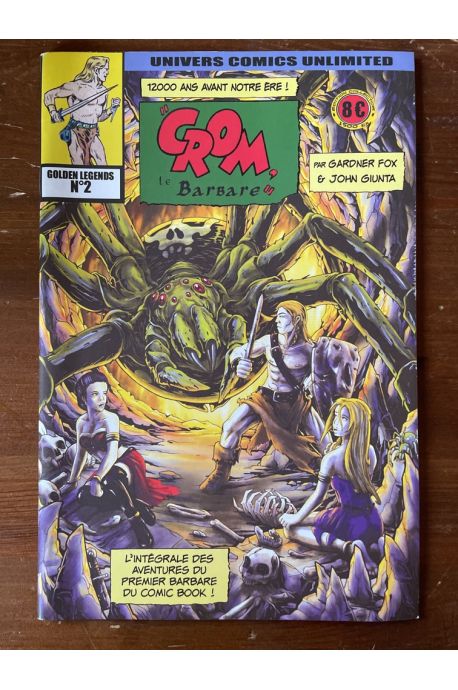 UNIVERS COMICS UNLIMITED
12000 ANS AVANT NOTRE ÈRE !
8€
"CROM,
le Barbare"
PAR GARDNER FOX
& JOHN GIUNTA
GOLDEN LEGENDS
N°2
L'INTÉGRALE DES
AVENTURES DU
PREMIER BARBARE
DU COMIC BOOK !